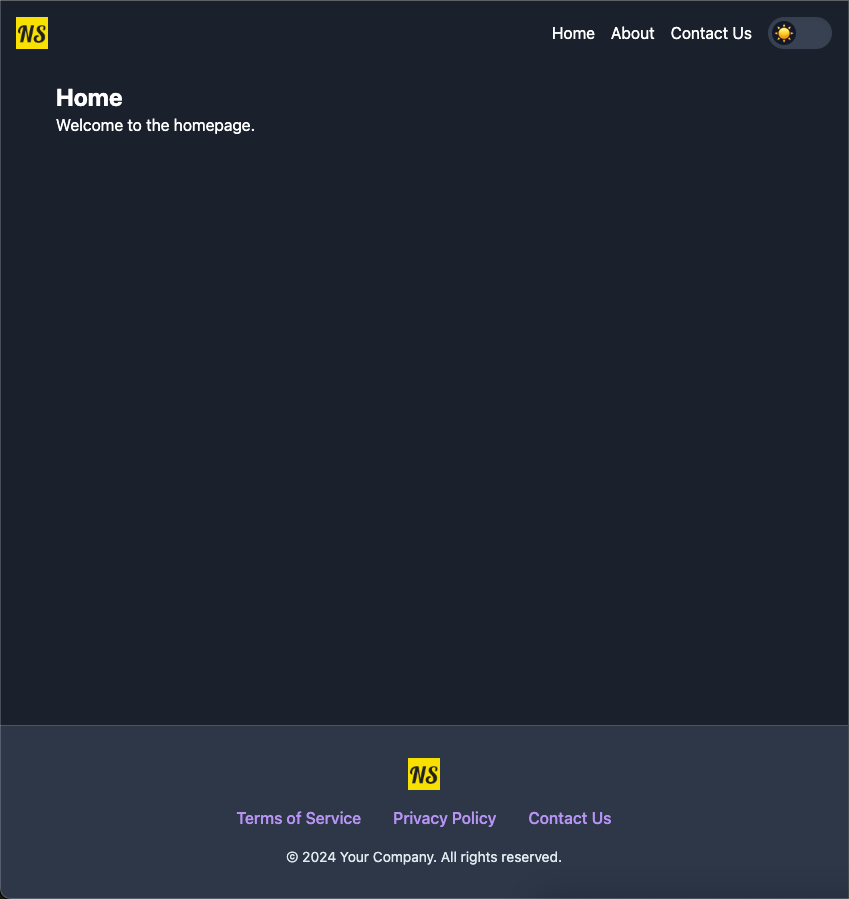 NS
Home About Contact Us
Home
Welcome to the homepage.
NS
Terms of Service Privacy Policy Contact Us
© 2024 Your Company. All rights reserved.